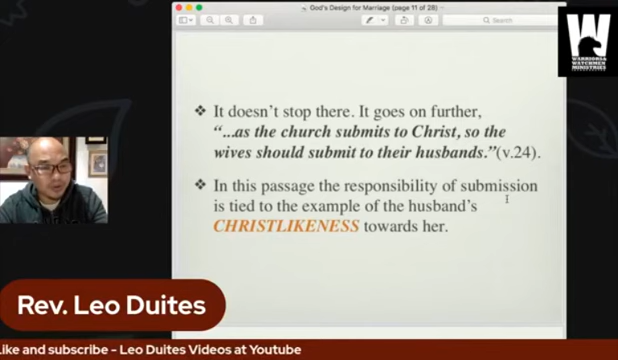 God's Design for Marriage (page 11 of 28)
Search
W
WARRIORS &
WATCHMEN
MINISTRIES
❖ It doesn't stop there. It goes on further,
"...as the church submits to Christ, so the
wives should submit to their husbands."(v.24).
❖ In this passage the responsibility of submission
is tied to the example of the husband's
CHRISTLIKENESS towards her.
Rev. Leo Duites
Like and subscribe - Leo Duites Videos at Youtube